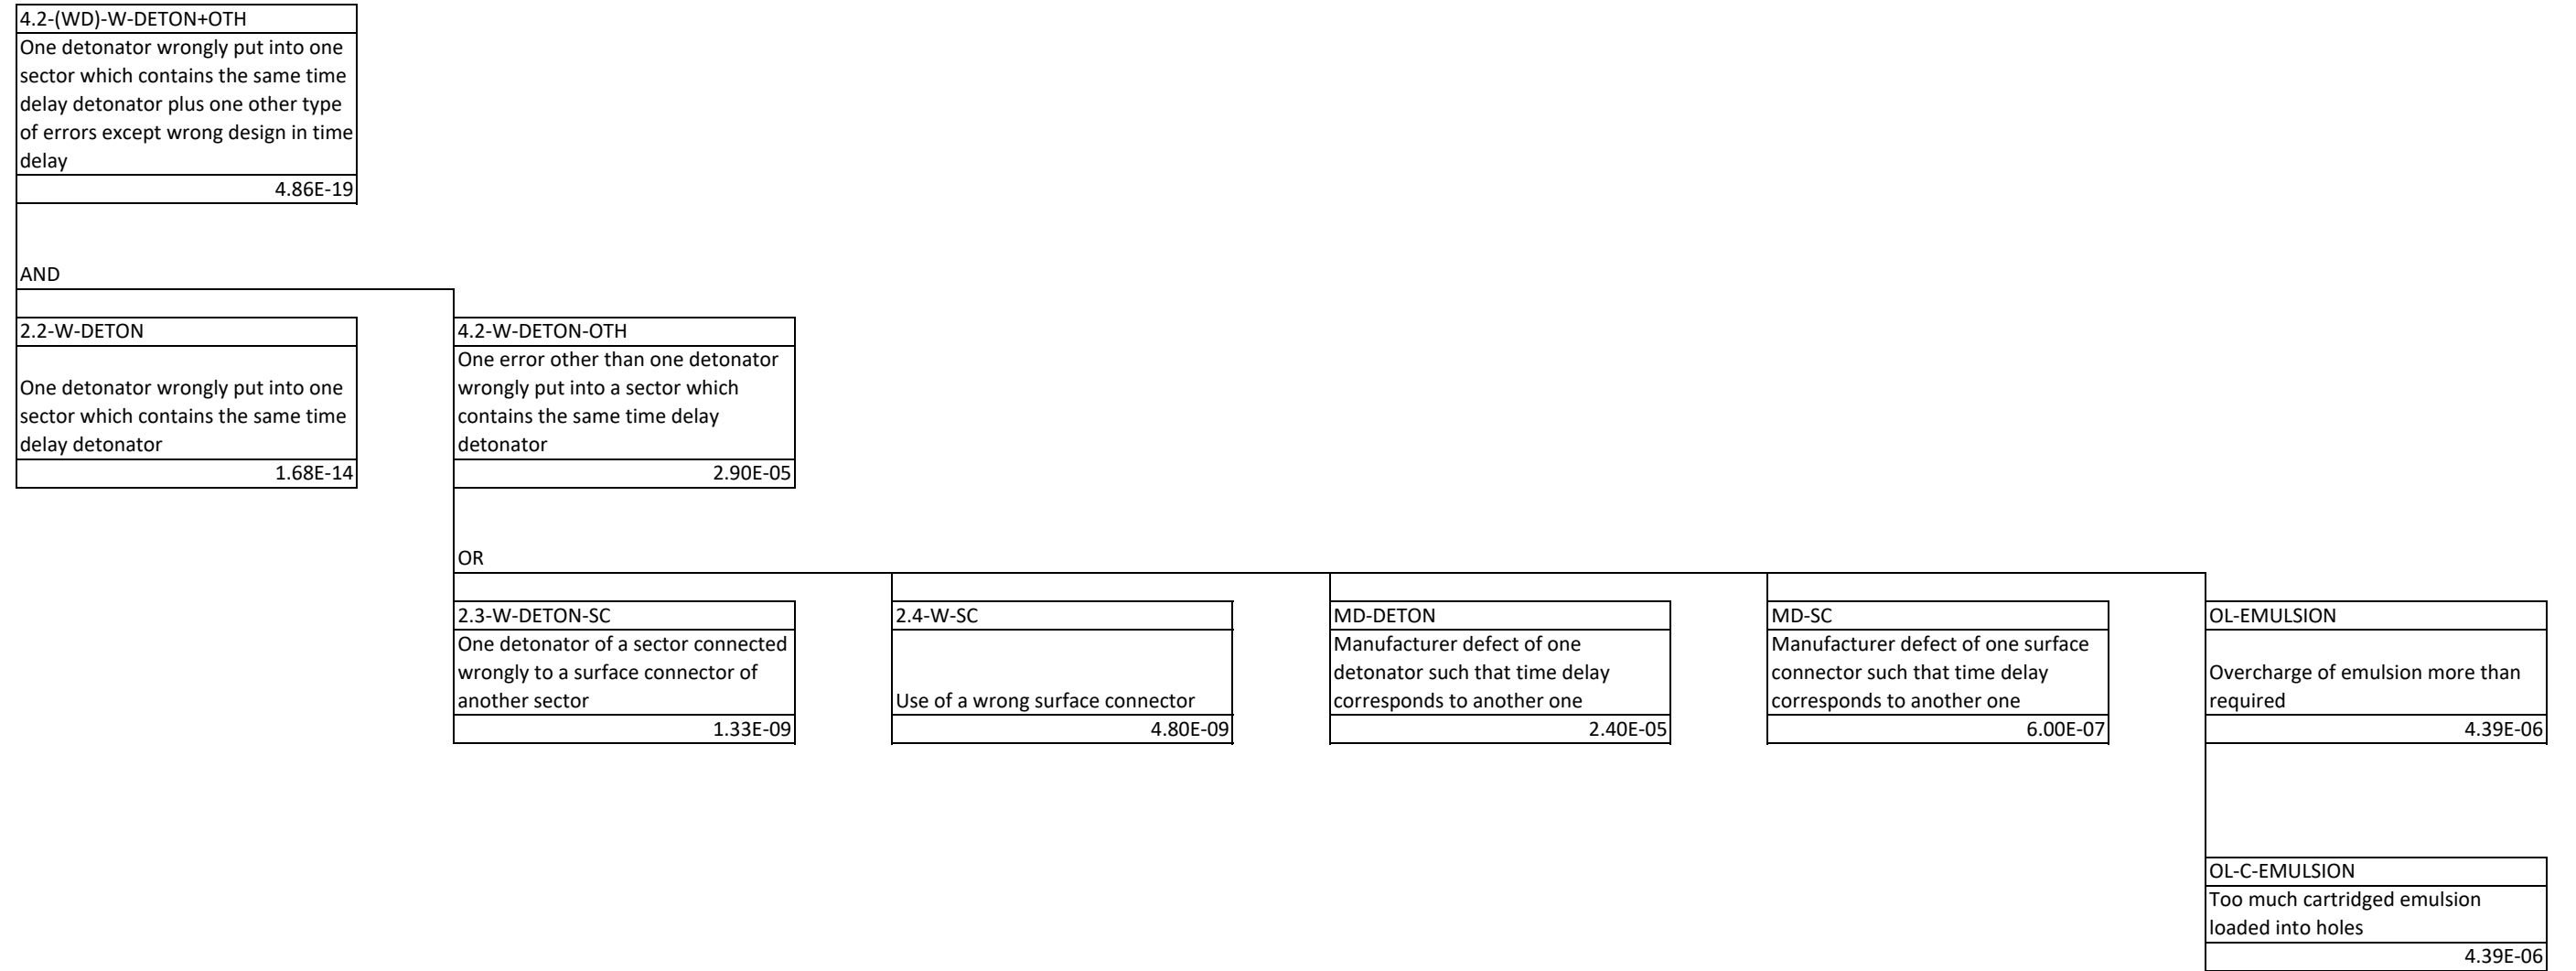 4.2-(WD)-W-DETON+OTH
One detonator wrongly put into one
sector which contains the same time
delay detonator plus one other type
of errors except wrong design in time
delay
4.86E-19
AND
2.2-W-DETON
One detonator wrongly put into one
sector which contains the same time
delay detonator
1.68E-14
4.2-W-DETON-OTH
One error other than one detonator
wrongly put into a sector which
contains the same time delay
detonator
2.90E-05
OR
2.3-W-DETON-SC
One detonator of a sector connected
wrongly to a surface connector of
another sector
1.33E-09
2.4-W-SC
Use of a wrong surface connector
4.80E-09
MD-DETON
Manufacturer defect of one
detonator such that time delay
corresponds to another one
2.40E-05
MD-SC
Manufacturer defect of one surface
connector such that time delay
corresponds to another one
6.00E-07
OL-EMULSION
Overcharge of emulsion more than
required
4.39E-06
OL-C-EMULSION
Too much cartridged emulsion
loaded into holes
4.39E-06